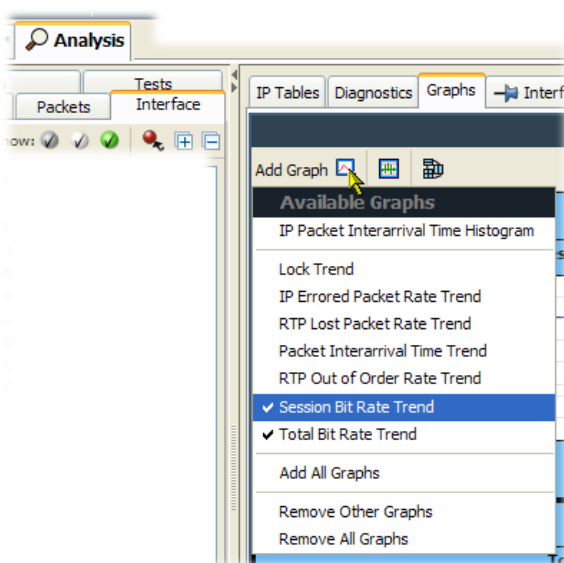 Analysis
Tests
Packets
Interface
IP Tables
Diagnostics
Graphs
Interf
ow:
Add Graph
Available Graphs
IP Packet Interarrival Time Histogram
Lock Trend
IP Errored Packet Rate Trend
RTP Lost Packet Rate Trend
Packet Interarrival Time Trend
RTP Out of Order Rate Trend
Session Bit Rate Trend
Total Bit Rate Trend
Add All Graphs
Remove Other Graphs
Remove All Graphs